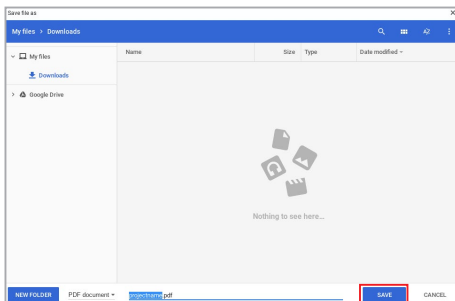 Save file as
My files > Downloads
Name Size Type Date modified
My files
Downloads
Google Drive
Nothing to see here...
NEW FOLDER PDF document projectname.pdf SAVE CANCEL